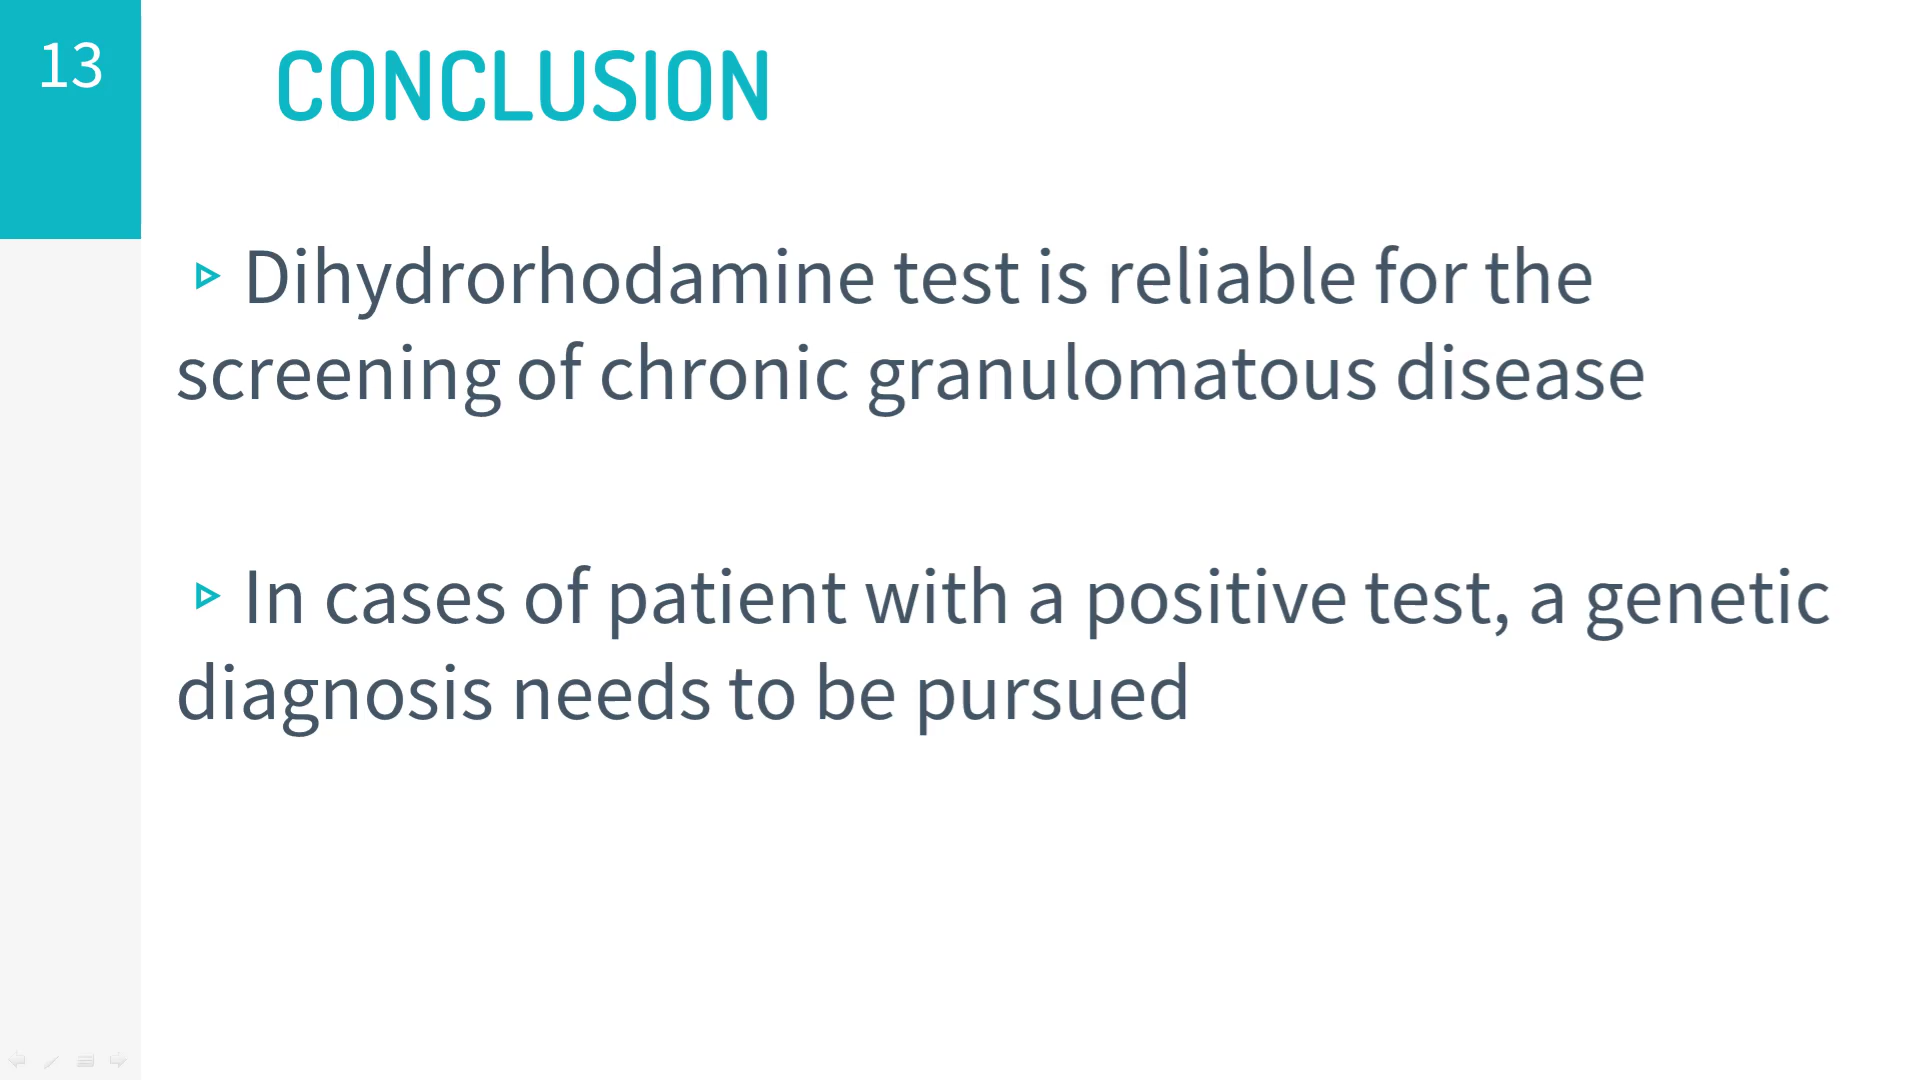 13
CONCLUSION
▹ Dihydrorhodamine test is reliable for the
screening of chronic granulomatous disease
▹ In cases of patient with a positive test, a genetic
diagnosis needs to be pursued